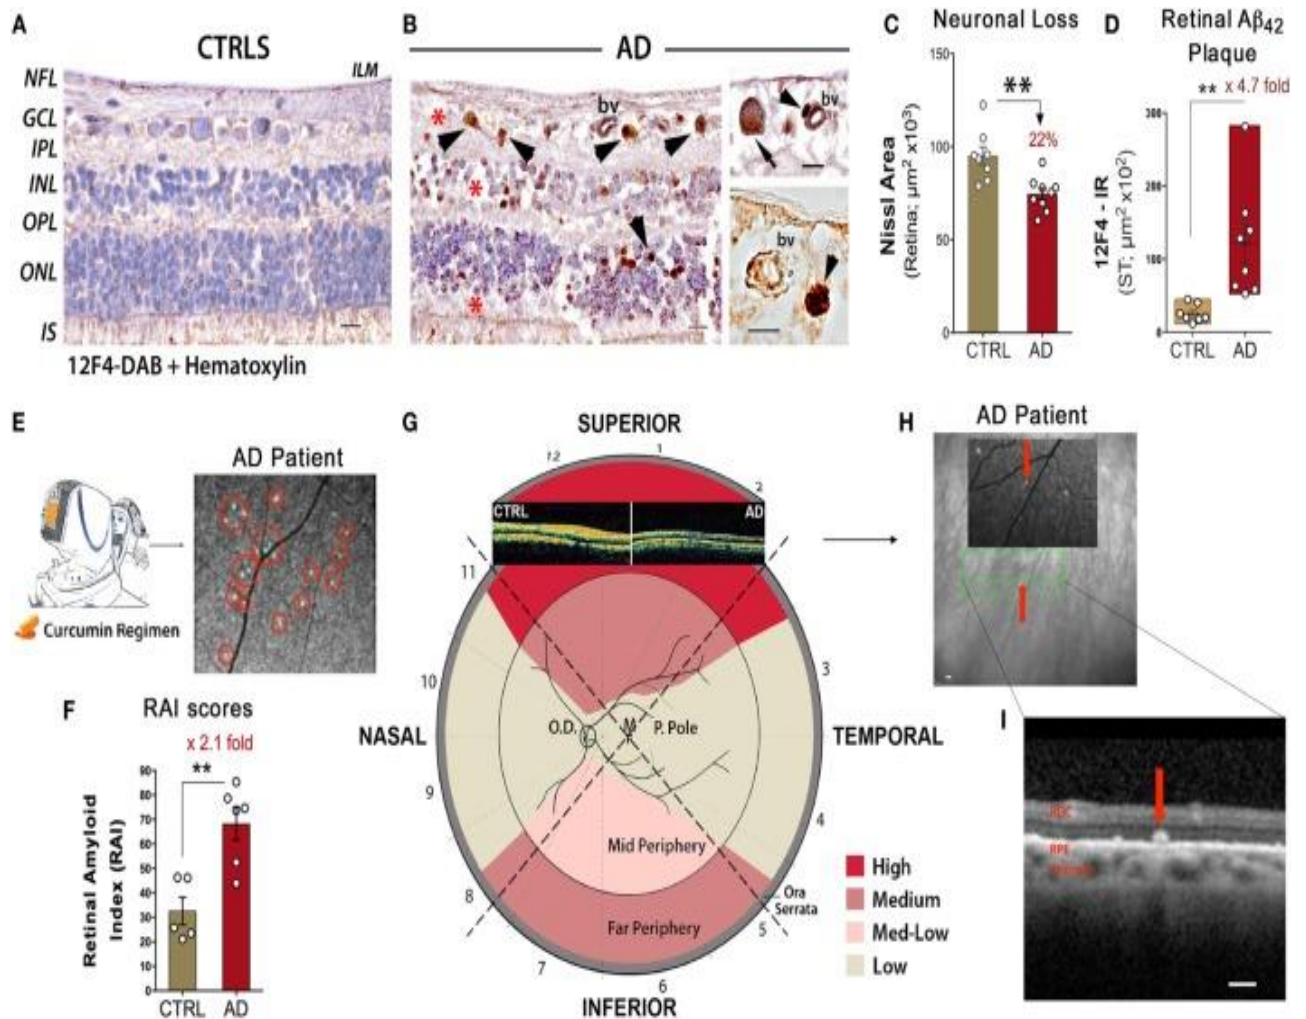 A
CTRLS
ILM
NFL
GCL
IPL
INL
OPL
ONL
IS
12F4-DAB + Hematoxylin
B
AD
bv
*
*
*
bv
bv
C
Neuronal Loss
**
22%
150
100
50
0
Nissl Area
(Retina; μm² x10³)
CTRL
AD
D
Retinal Aβ₄₂
Plaque
** x 4.7 fold
300
200
100
0
12F4 - IR
(ST; μm² x10²)
CTRL
AD
E
AD Patient
Curcumin Regimen
F
RAI scores
x 2.1 fold
**
90
80
70
60
50
40
30
20
10
0
Retinal Amyloid
Index (RAI)
CTRL
AD
G
SUPERIOR
12
1
2
CTRL
AD
11
3
10
O.D.
M
P. Pole
NASAL
TEMPORAL
9
4
Mid Periphery
8
Ora
Serrata
5
Far Periphery
7
6
INFERIOR
High
Medium
Med-Low
Low
H
AD Patient
I
RPE